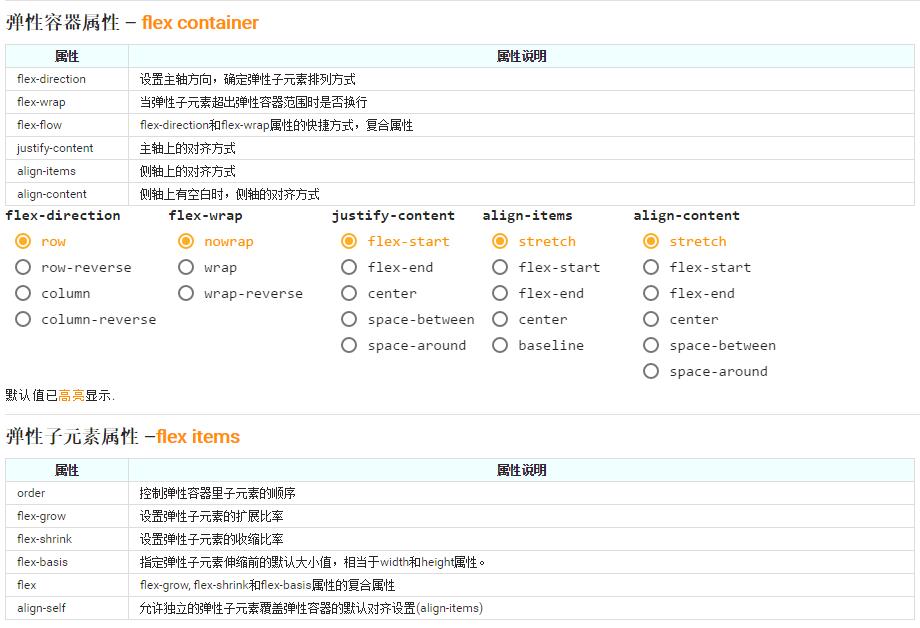 弹性容器属性 – flex container
属性 属性说明
flex-direction 设置主轴方向，确定弹性子元素排列方式
flex-wrap 当弹性子元素超出弹性容器范围时是否换行
flex-flow flex-direction和flex-wrap属性的快捷方式，复合属性
justify-content 主轴上的对齐方式
align-items 侧轴上的对齐方式
align-content 侧轴上有空白时，侧轴的对齐方式
flex-direction flex-wrap justify-content align-items align-content
row nowrap flex-start stretch stretch
row-reverse wrap flex-end flex-start flex-start
column wrap-reverse center flex-end flex-end
column-reverse space-between center center
space-around baseline space-between
space-around
默认值已高亮显示.
弹性子元素属性 –flex items
属性 属性说明
order 控制弹性容器里子元素的顺序
flex-grow 设置弹性子元素的扩展比率
flex-shrink 设置弹性子元素的收缩比率
flex-basis 指定弹性子元素伸缩前的默认大小值，相当于width和height属性。
flex flex-grow, flex-shrink和flex-basis属性的复合属性
align-self 允许独立的弹性子元素覆盖弹性容器的默认对齐设置(align-items)